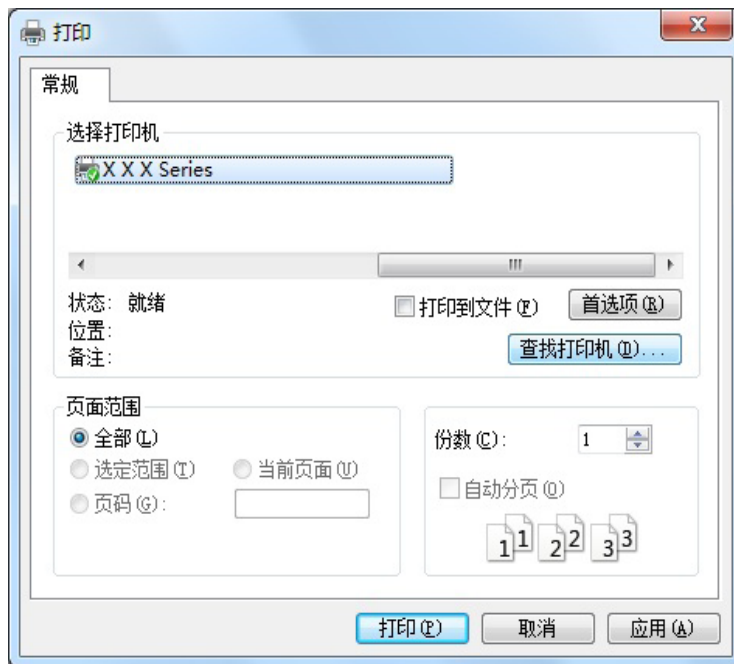 打印
常规
选择打印机
X X X Series
状态: 就绪
打印到文件(F) 首选项(R)
位置:
查找打印机(D)...
备注:
页面范围
全部(L)
选定范围(T) 当前页面(U)
页码(G):
份数(C): 1
自动分页(O)
1 1 2 2 3 3
打印(P) 取消 应用(A)